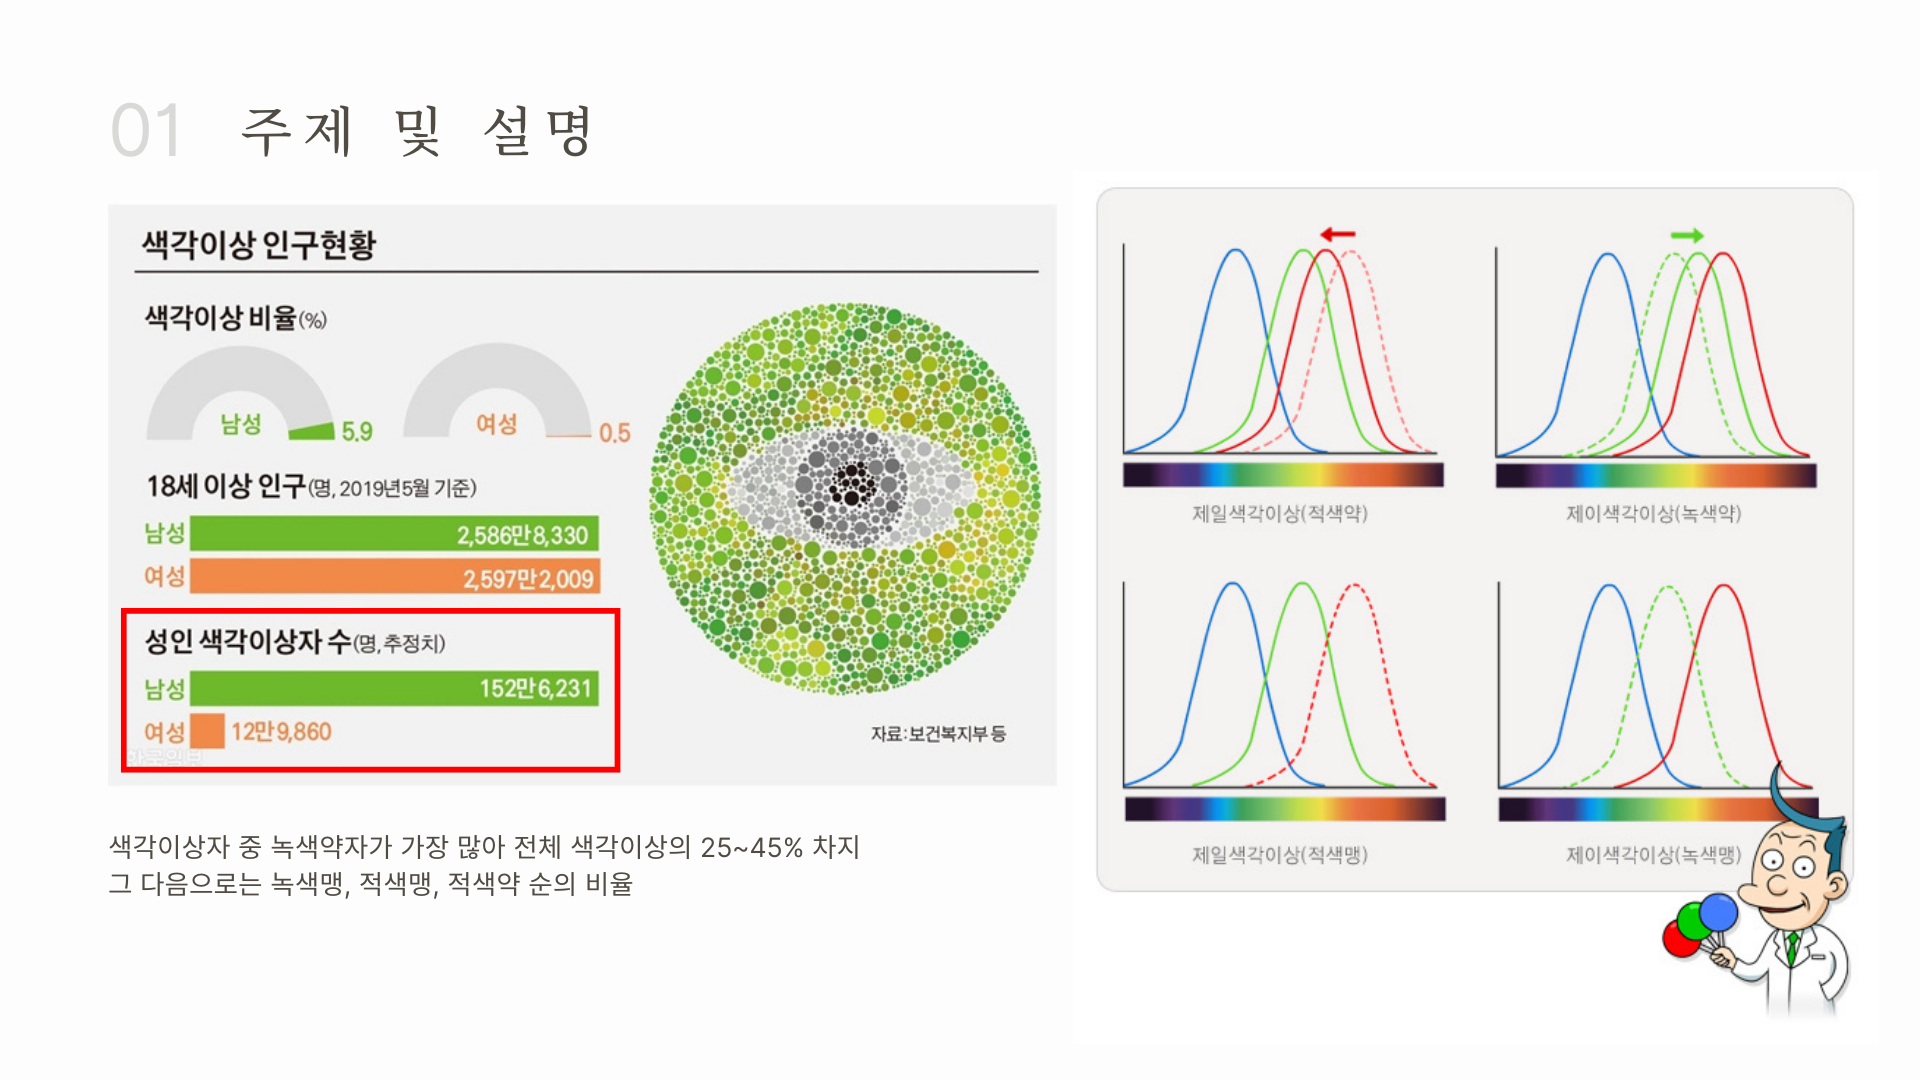 01 주제 및 설명
색각이상 인구현황
색각이상 비율(%)
남성 5.9
여성 0.5
18세 이상 인구(명, 2019년5월 기준)
남성 2,586만 8,330
여성 2,597만 2,009
성인 색각이상자 수(명, 추정치)
남성 152만 6,231
여성 12만 9,860
한국일보
자료:보건복지부 등
색각이상자 중 녹색약자가 가장 많아 전체 색각이상의 25~45% 차지
그 다음으로는 녹색맹, 적색맹, 적색약 순의 비율
제일색각이상(적색약)
제이색각이상(녹색약)
제일색각이상(적색맹)
제이색각이상(녹색맹)